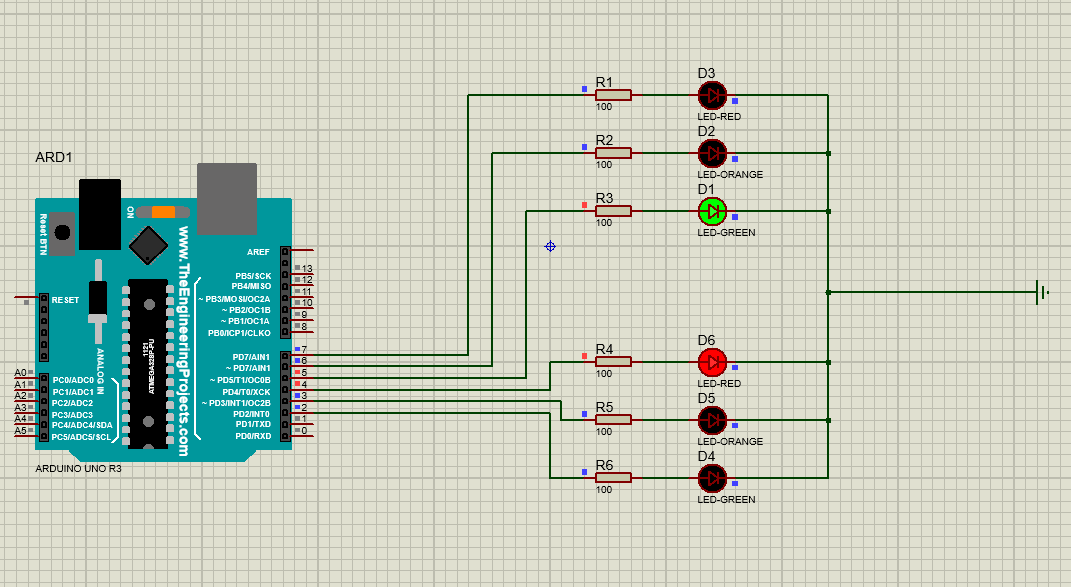 ARD1
ON
Reset BTN
www.TheEngineeringProjects.com
RESET
ANALOG IN
1121
ATMEGA328P-PU
A0
A1
A2
A3
A4
A5
PC0/ADC0
PC1/ADC1
PC2/ADC2
PC3/ADC3
PC4/ADC4/SDA
PC5/ADC5/SCL
AREF
PB5/SCK 13
PB4/MISO 12
~ PB3/MOSI/OC2A 11
~ PB2/OC1B 10
~ PB1/OC1A 9
PB0/ICP1/CLKO 8
PD7/AIN1 7
~ PD7/AIN1 6
~ PD5/T1/OC0B 5
PD4/T0/XCK 4
~ PD3/INT1/OC2B 3
PD2/INT0 2
PD1/TXD 1
PD0/RXD 0
ARDUINO UNO R3
R1
100
D3
LED-RED
R2
100
D2
LED-ORANGE
R3
100
D1
LED-GREEN
R4
100
D6
LED-RED
R5
100
D5
LED-ORANGE
R6
100
D4
LED-GREEN